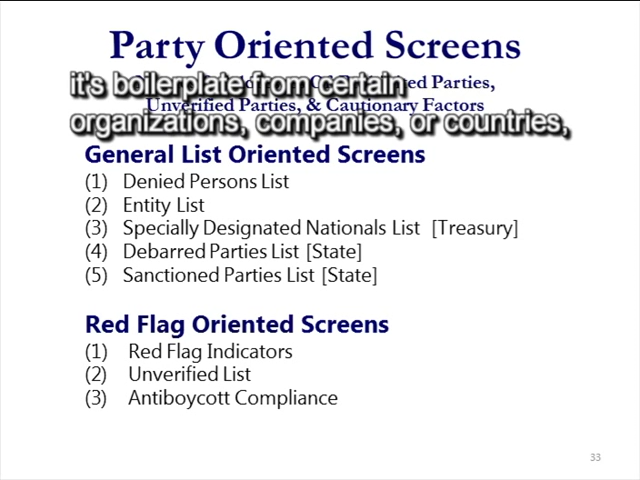 Party Oriented Screens
it's boilerplate from certain
ed Parties,
Unverified Parties, & Cautionary Factors
organizations, companies, or countries,
General List Oriented Screens
(1) Denied Persons List
(2) Entity List
(3) Specially Designated Nationals List [Treasury]
(4) Debarred Parties List [State]
(5) Sanctioned Parties List [State]
Red Flag Oriented Screens
(1) Red Flag Indicators
(2) Unverified List
(3) Antiboycott Compliance
33